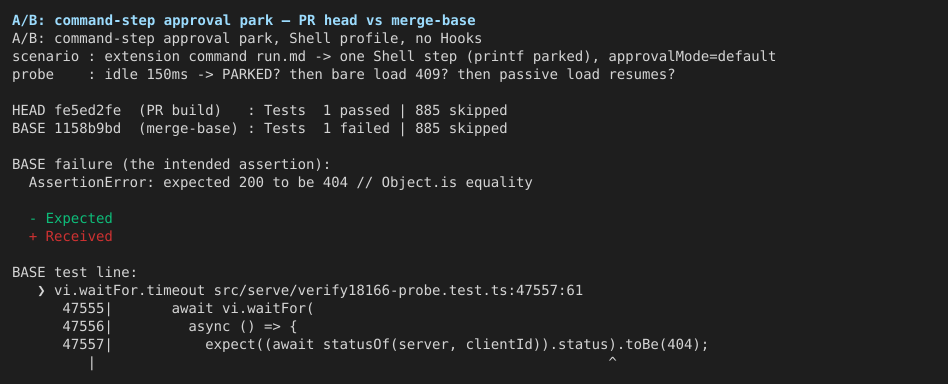 A/B: command-step approval park — PR head vs merge-base
A/B: command-step approval park, Shell profile, no Hooks
scenario : extension command run.md -> one Shell step (printf parked), approvalMode=default
probe    : idle 150ms -> PARKED? then bare load 409? then passive load resumes?

HEAD fe5ed2fe  (PR build)   : Tests  1 passed | 885 skipped
BASE 1158b9bd  (merge-base) : Tests  1 failed | 885 skipped

BASE failure (the intended assertion):
  AssertionError: expected 200 to be 404 // Object.is equality

  - Expected
  + Received

BASE test line:
   ❯ vi.waitFor.timeout src/serve/verify18166-probe.test.ts:47557:61
      47555|       await vi.waitFor(
      47556|         async () => {
      47557|           expect((await statusOf(server, clientId)).status).toBe(404);
         |                                                             ^